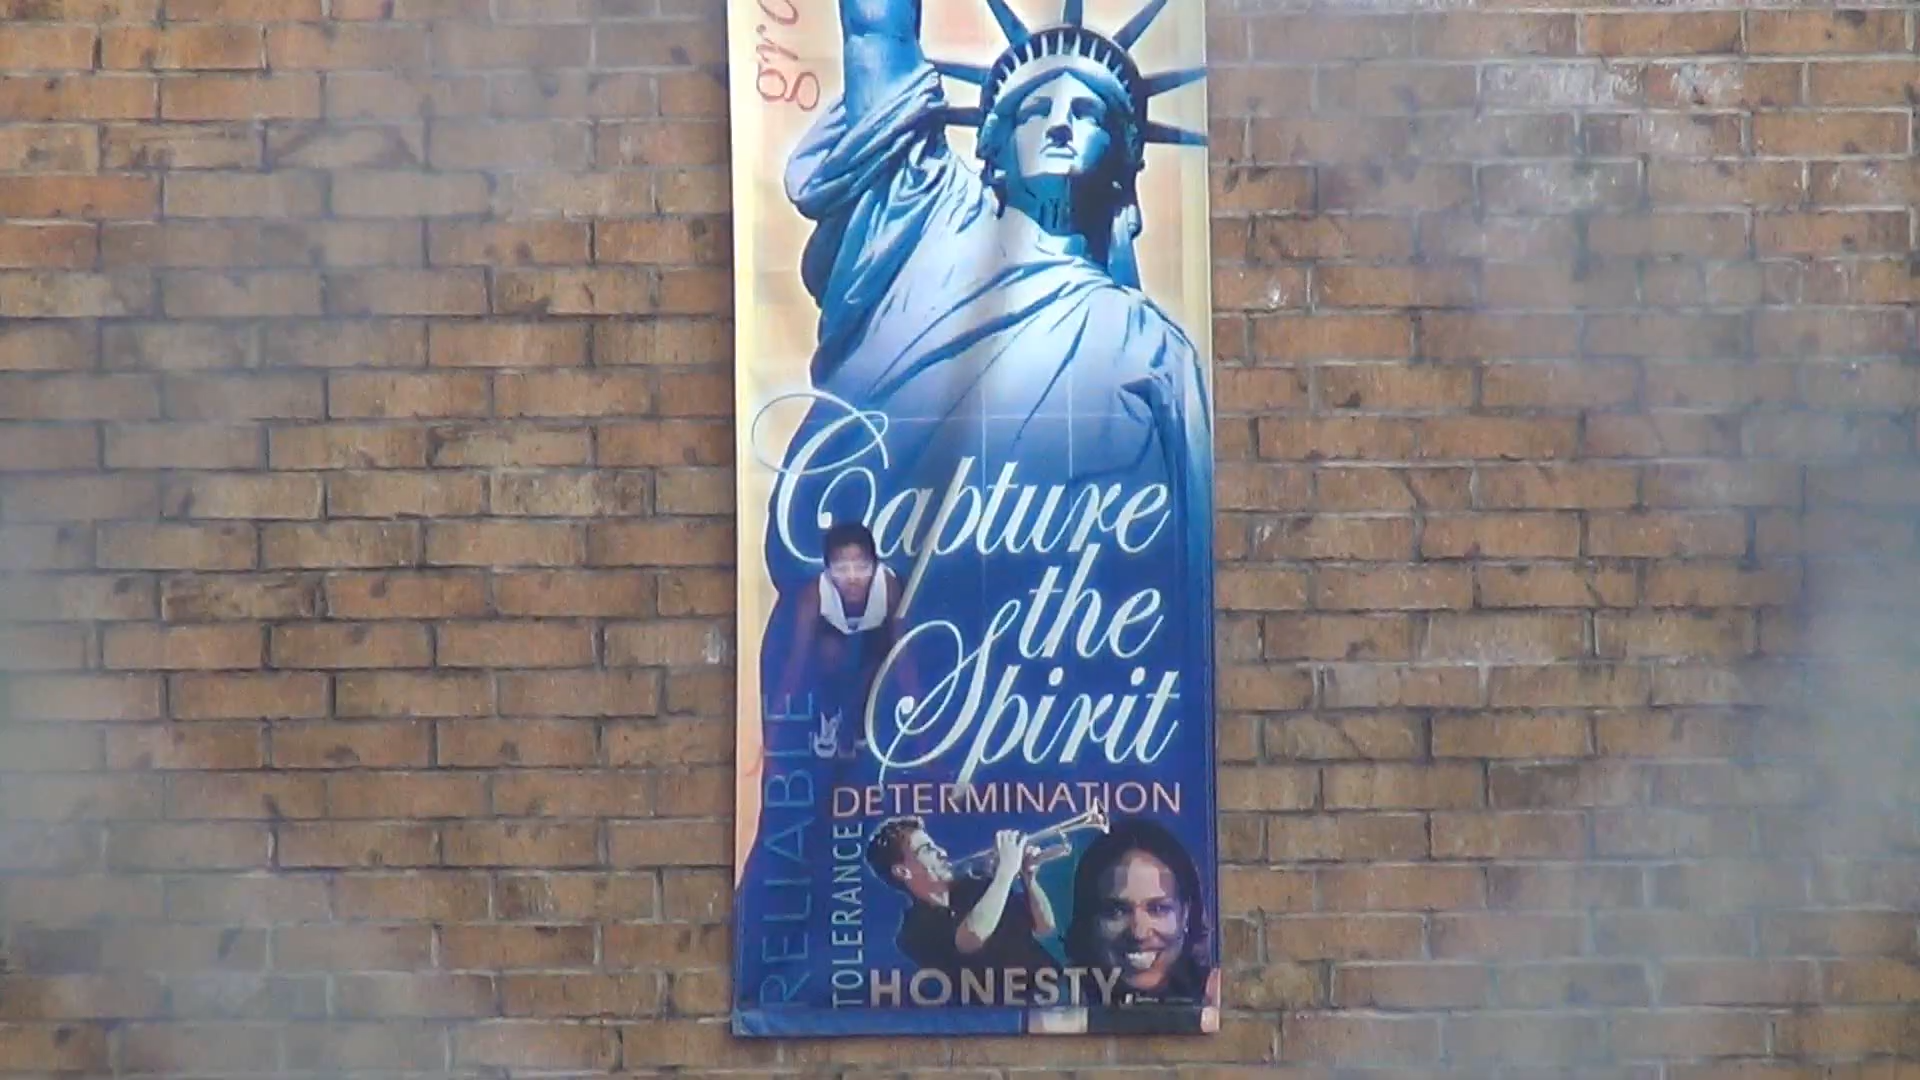 Capture
the
Spirit
DETERMINATION
RELIABLE
TOLERANCE
HONESTY